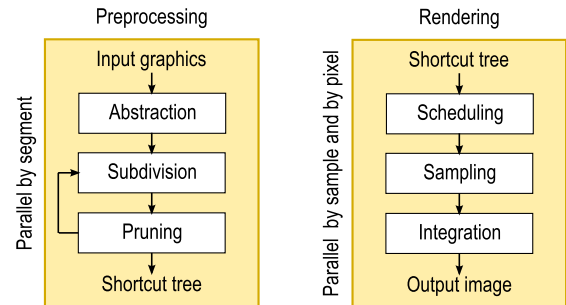 Preprocessing
Parallel by segment
Input graphics
Abstraction
Subdivision
Pruning
Shortcut tree
Rendering
Parallel by sample and by pixel
Shortcut tree
Scheduling
Sampling
Integration
Output image